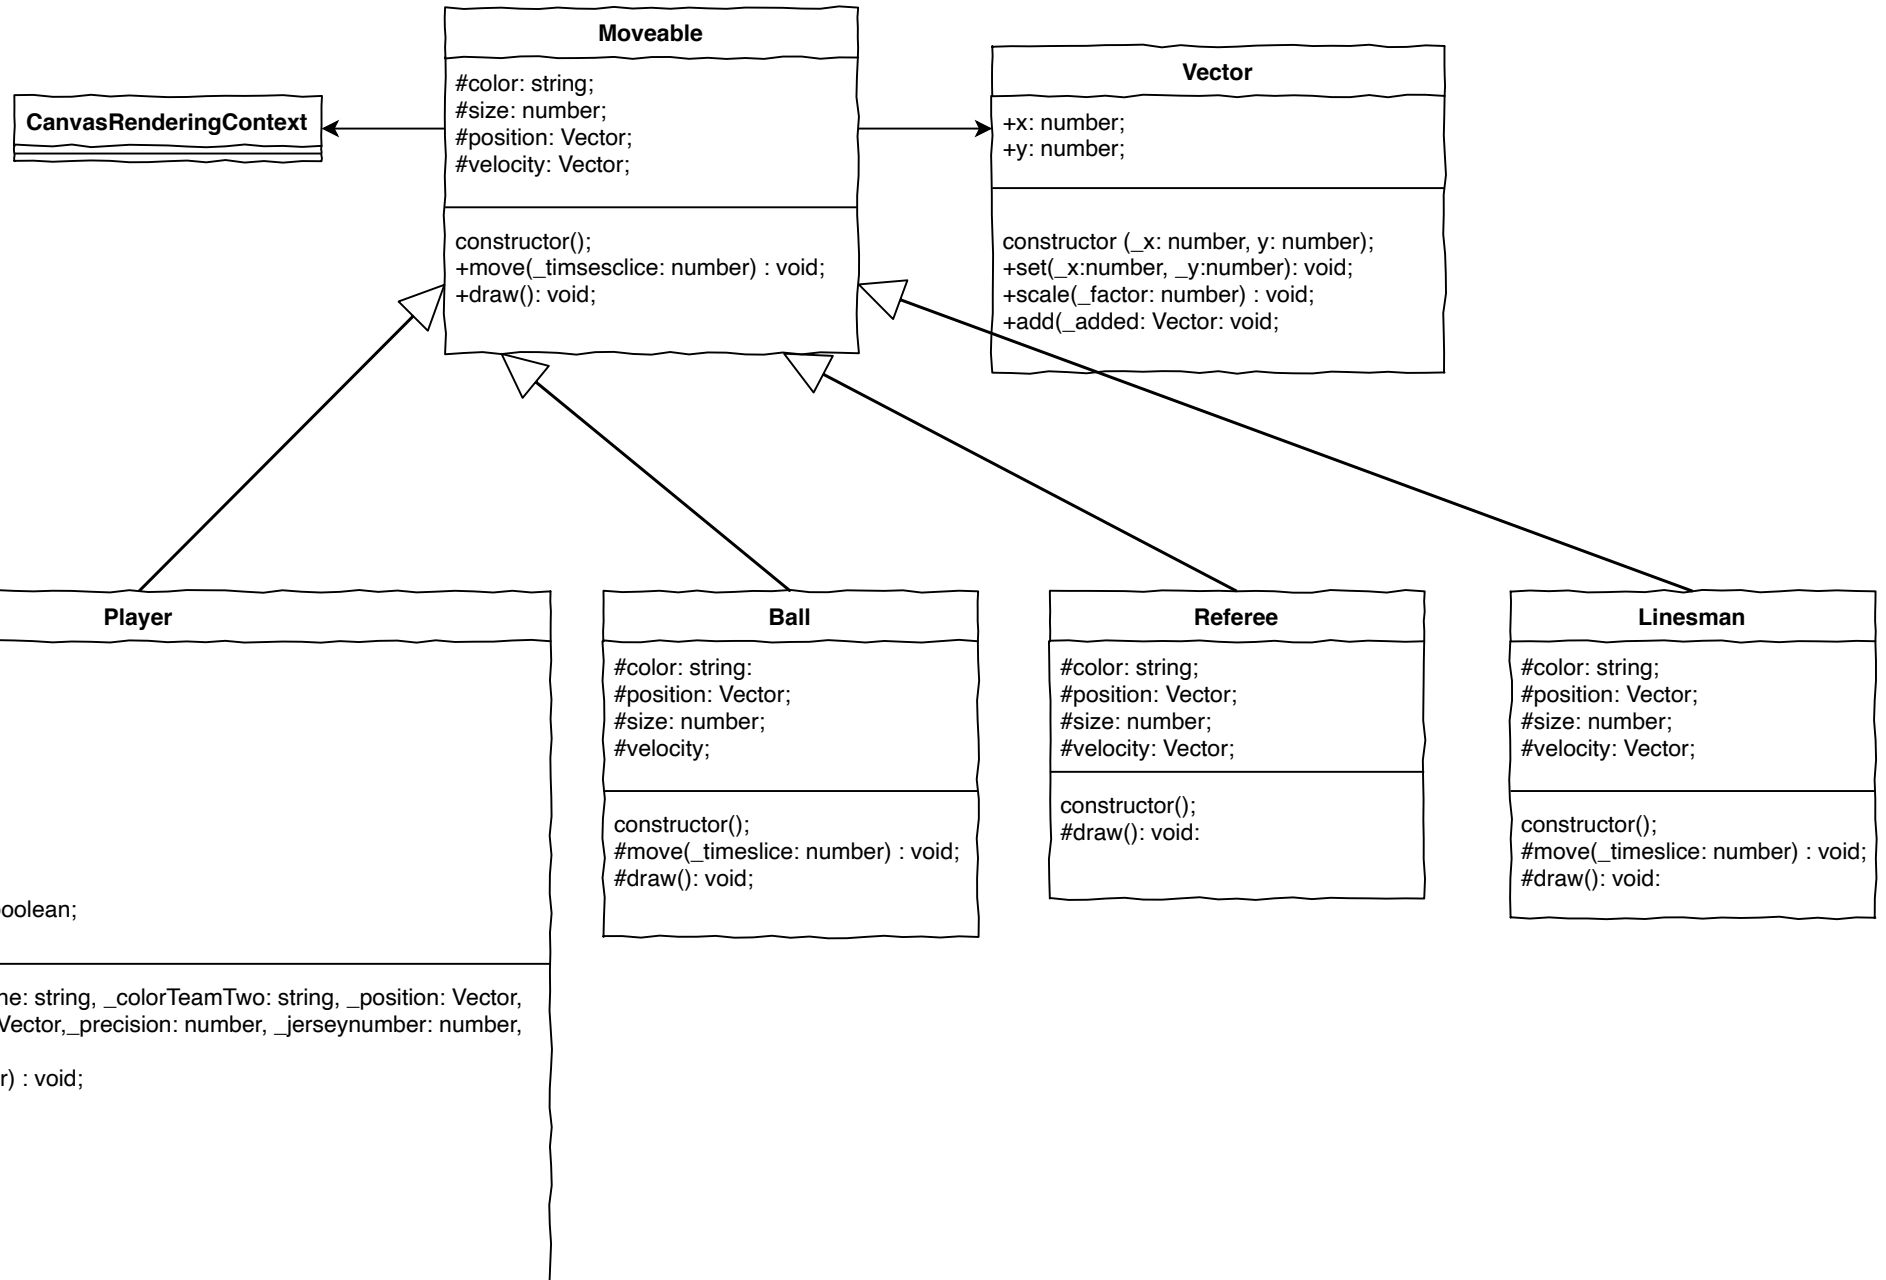 Moveable
#color: string;
#size: number;
#position: Vector;
#velocity: Vector;
constructor();
+move(_timsesclice: number) : void;
+draw(): void;
CanvasRenderingContext
Vector
+x: number;
+y: number;
constructor (_x: number, y: number);
+set(_x:number, _y:number): void;
+scale(_factor: number) : void;
+add(_added: Vector: void;
Player
boolean;
string, _colorTeamTwo: string, _position: Vector,
Vector,_precision: number, _jerseynumber: number,
) : void;
Ball
#color: string:
#position: Vector;
#size: number;
#velocity;
constructor();
#move(_timeslice: number) : void;
#draw(): void;
Referee
#color: string;
#position: Vector;
#size: number;
#velocity: Vector;
constructor();
#draw(): void:
Linesman
#color: string;
#position: Vector;
#size: number;
#velocity: Vector;
constructor();
#move(_timeslice: number) : void;
#draw(): void: